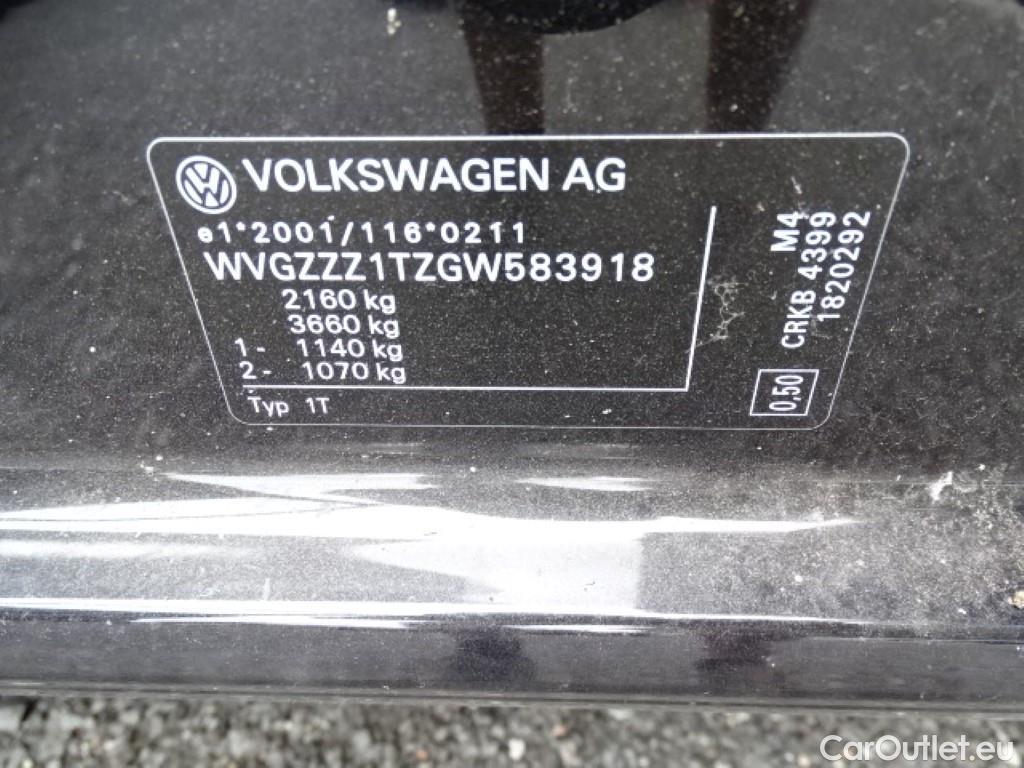 VOLKSWAGEN AG
e1*2001/116*0211
WVGZZZ1TZGW583918
2160 kg
3660 kg
1- 1140 kg
2- 1070 kg
Typ 1T
M4
CRKB 4399
1820292
0,50
CarOutlet.eu